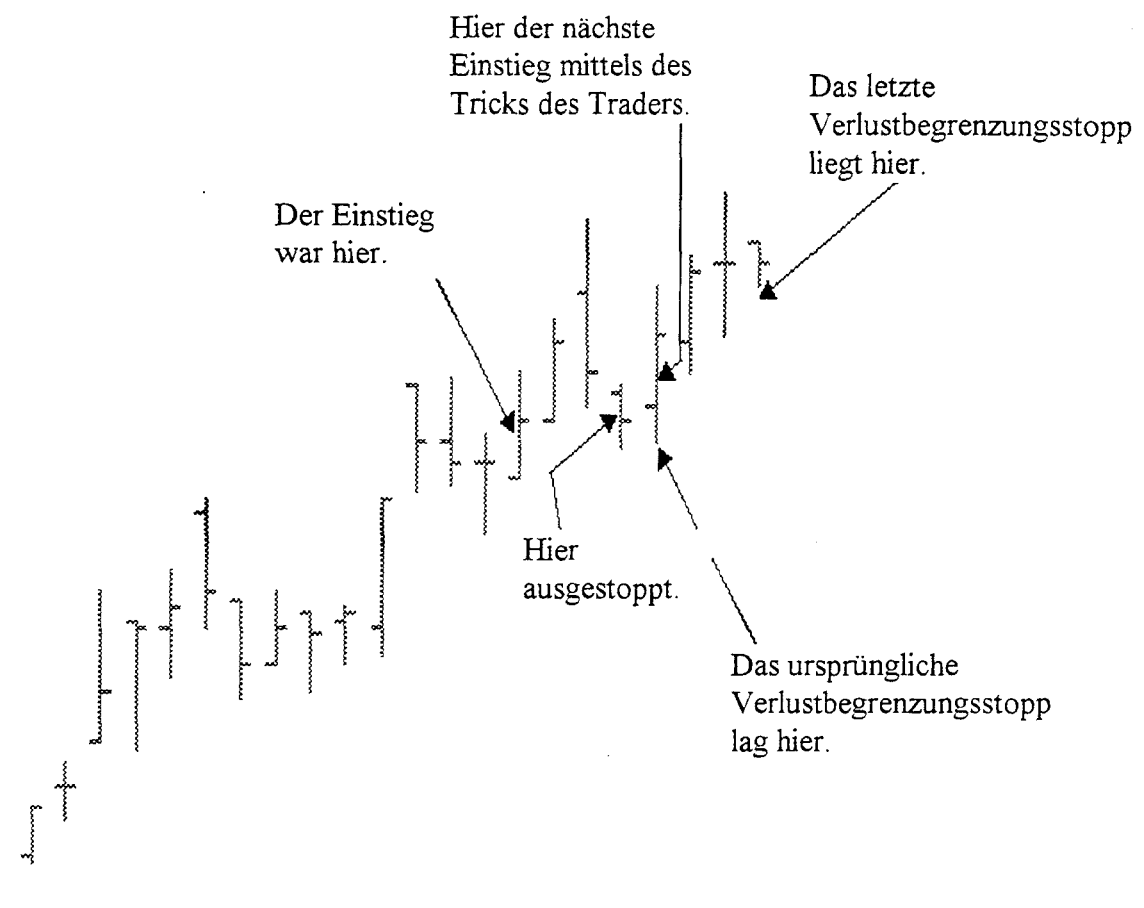 Hier der nächste
Einstieg mittels des
Tricks des Traders.
Das letzte
Verlustbegrenzungsstopp
liegt hier.
Der Einstieg
war hier.
Hier
ausgestoppt.
Das ursprüngliche
Verlustbegrenzungsstopp
lag hier.